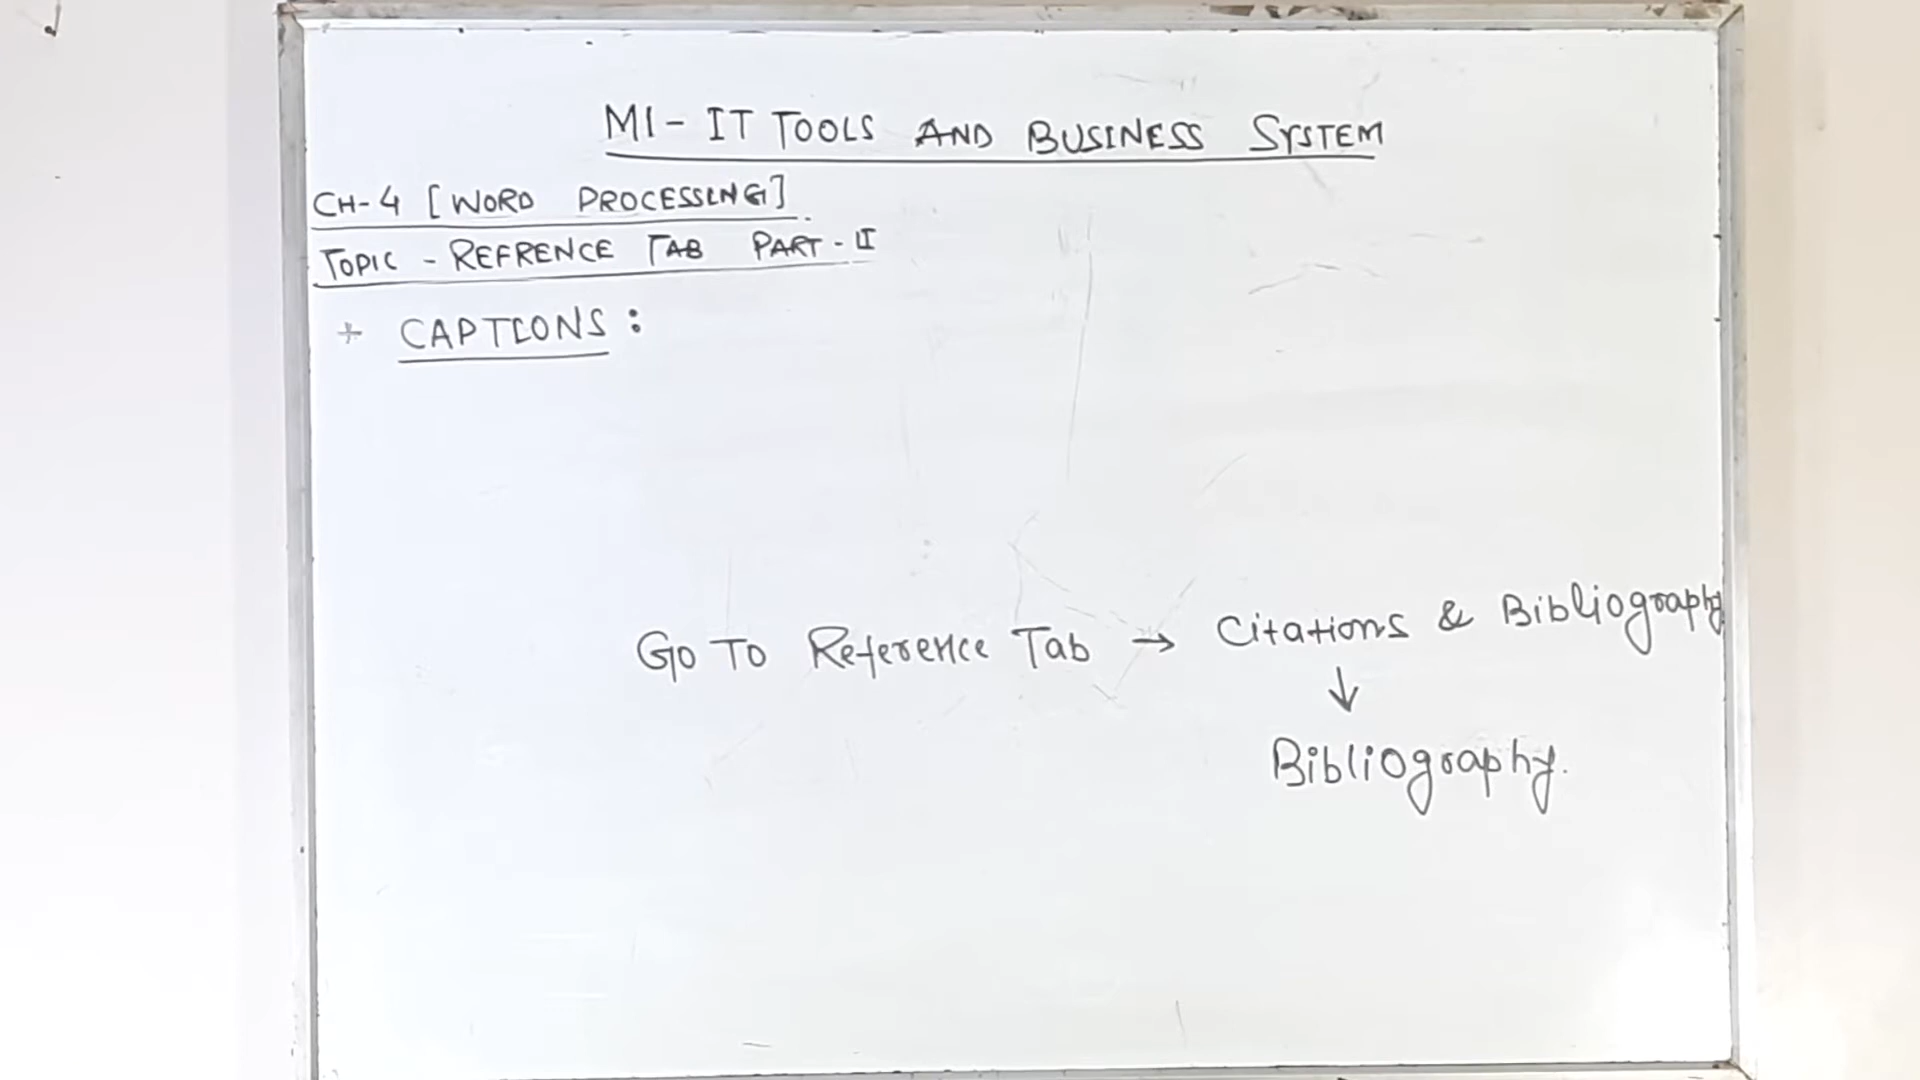 M1 - IT TOOLS AND BUSINESS SYSTEM
CH-4 [WORD PROCESSING]
TOPIC - REFRENCE TAB PART - II
+ CAPTIONS :
Go To Reference Tab → Citations & Bibliography
↓
Bibliography.